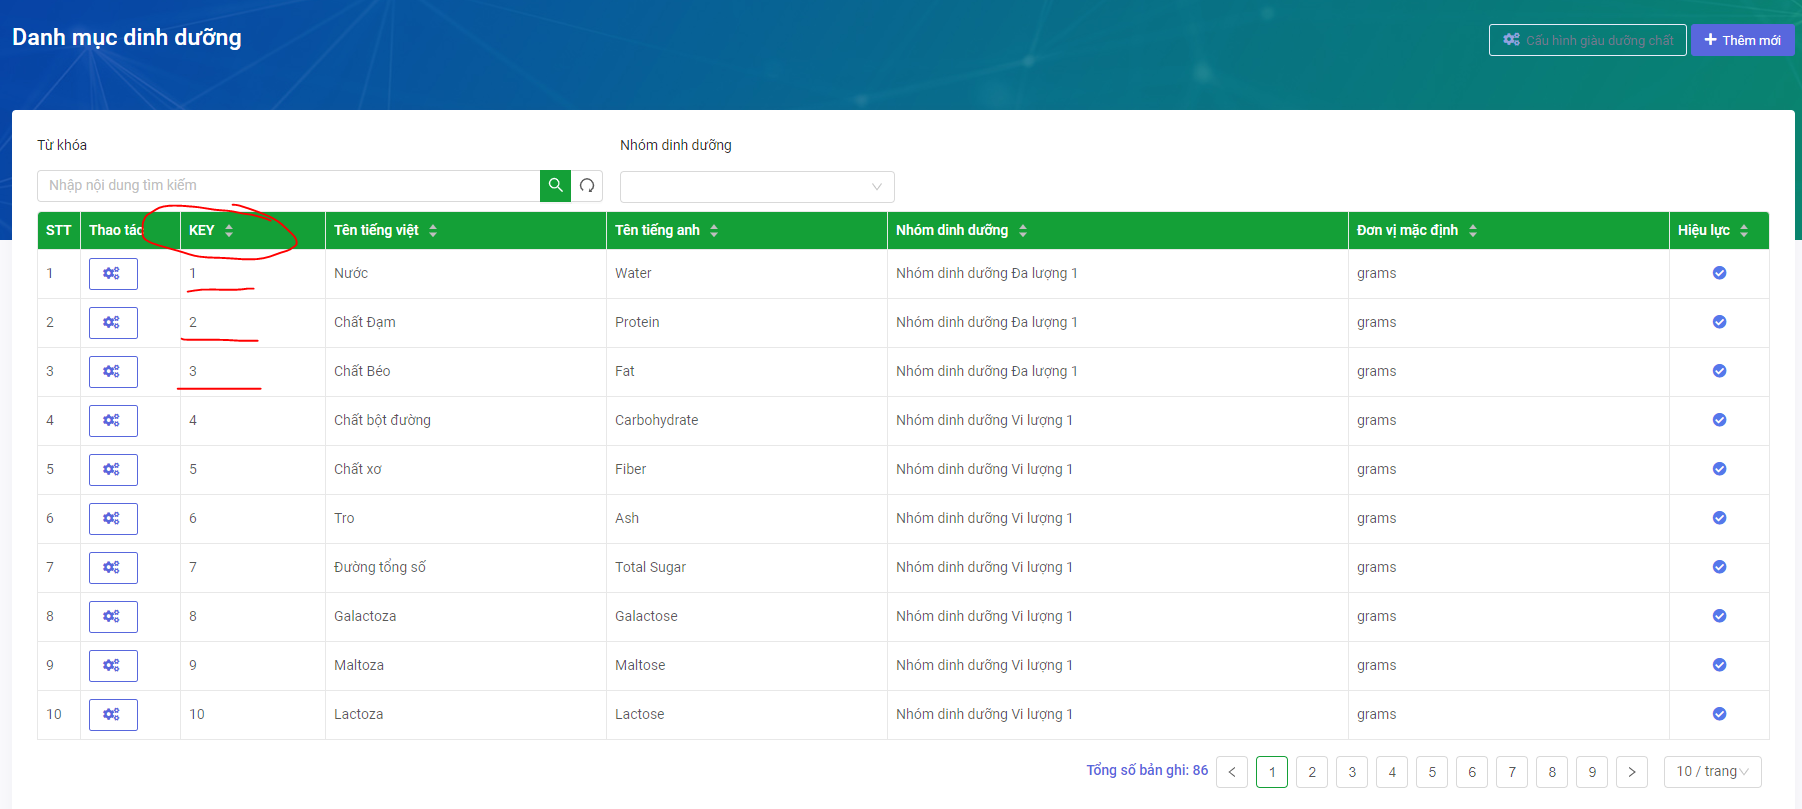 Danh mục dinh dưỡng
Cấu hình giàu dưỡng chất
Thêm mới
Từ khóa
Nhóm dinh dưỡng
Nhập nội dung tìm kiếm
STT Thao tác KEY Tên tiếng việt Tên tiếng anh Nhóm dinh dưỡng Đơn vị mặc định Hiệu lực
1 1 Nước Water Nhóm dinh dưỡng Đa lượng 1 grams
2 2 Chất Đạm Protein Nhóm dinh dưỡng Đa lượng 1 grams
3 3 Chất Béo Fat Nhóm dinh dưỡng Đa lượng 1 grams
4 4 Chất bột đường Carbohydrate Nhóm dinh dưỡng Vi lượng 1 grams
5 5 Chất xơ Fiber Nhóm dinh dưỡng Vi lượng 1 grams
6 6 Tro Ash Nhóm dinh dưỡng Vi lượng 1 grams
7 7 Đường tổng số Total Sugar Nhóm dinh dưỡng Vi lượng 1 grams
8 8 Galactoza Galactose Nhóm dinh dưỡng Vi lượng 1 grams
9 9 Maltoza Maltose Nhóm dinh dưỡng Vi lượng 1 grams
10 10 Lactoza Lactose Nhóm dinh dưỡng Vi lượng 1 grams
Tổng số bản ghi: 86 < 1 2 3 4 5 6 7 8 9 > 10 / trang